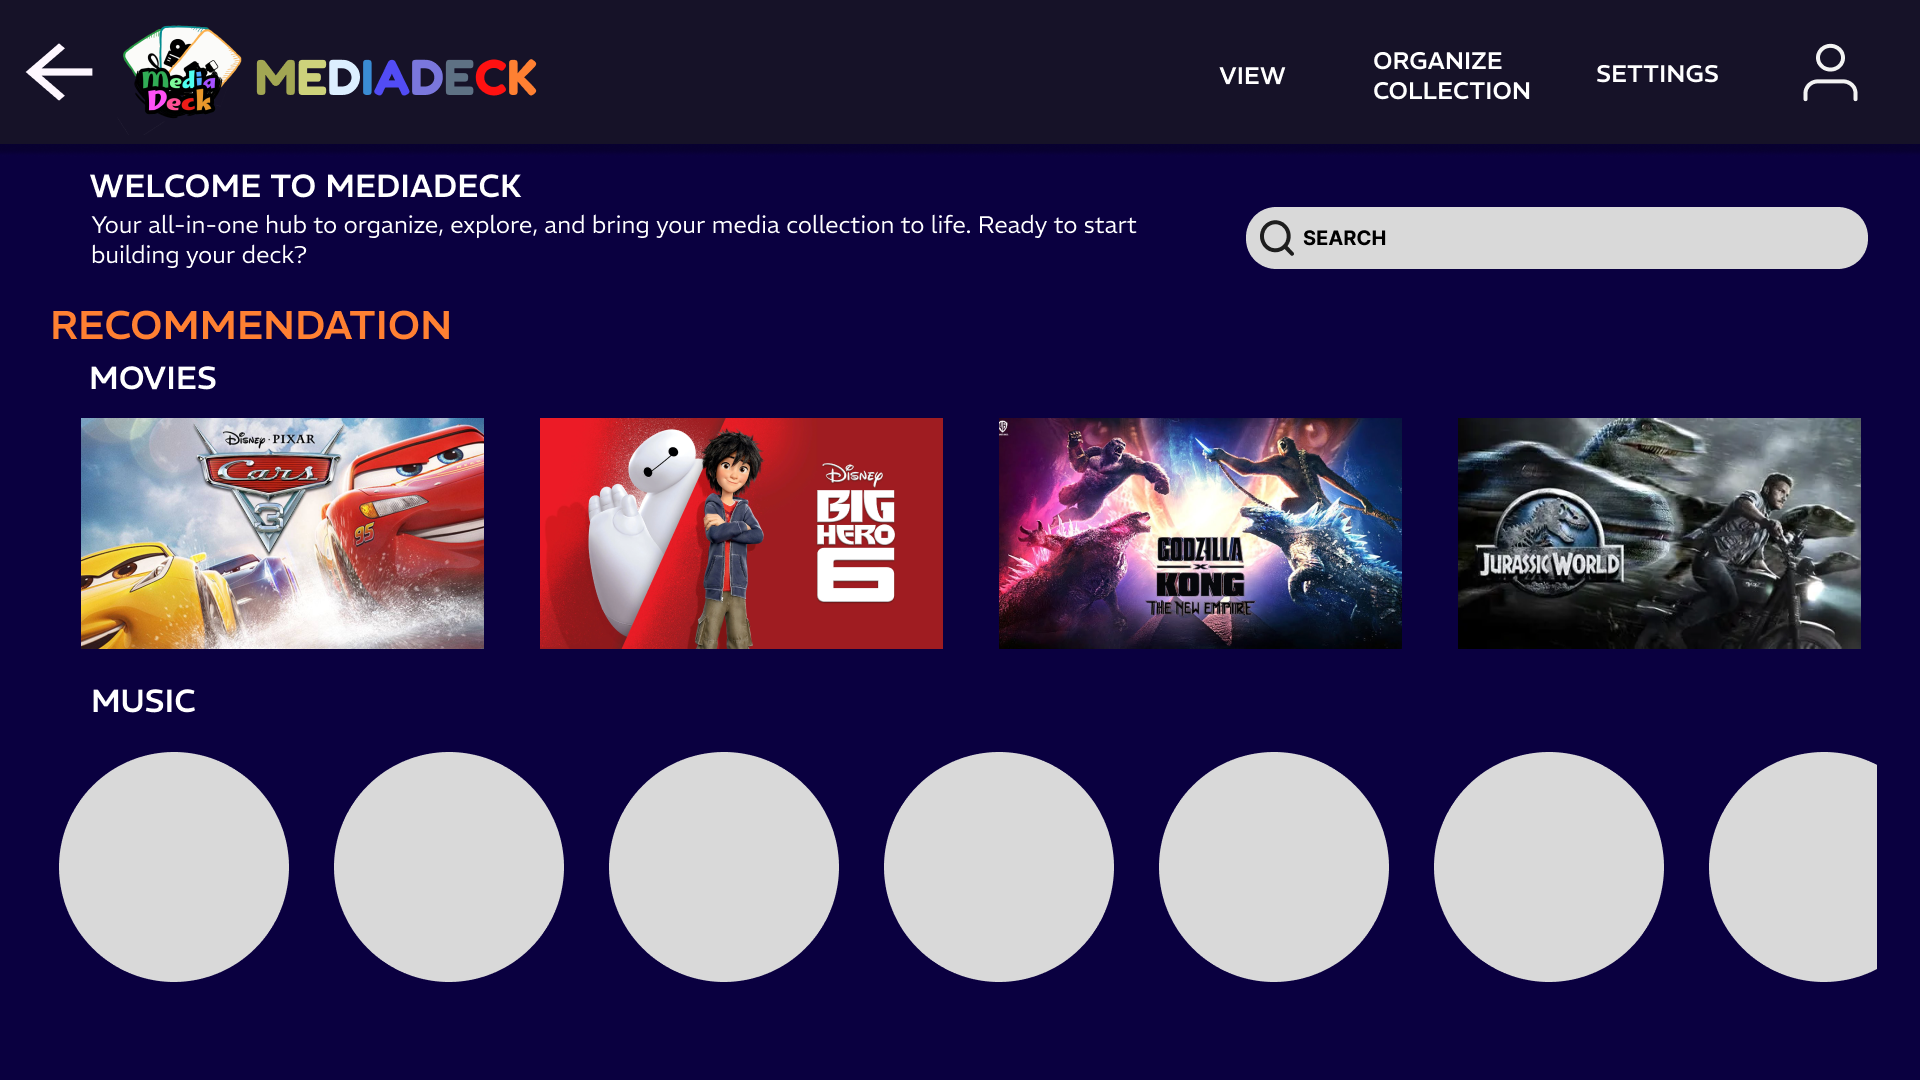 Media
Deck
MEDIADECK
VIEW
ORGANIZE
COLLECTION
SETTINGS
WELCOME TO MEDIADECK
Your all-in-one hub to organize, explore, and bring your media collection to life. Ready to start
building your deck?
SEARCH
RECOMMENDATION
MOVIES
Disney · PIXAR
Cars
3
95
Disney
BIG
HERO
6
GODZILLA
X
KONG
THE NEW EMPIRE
JURASSIC WORLD
MUSIC